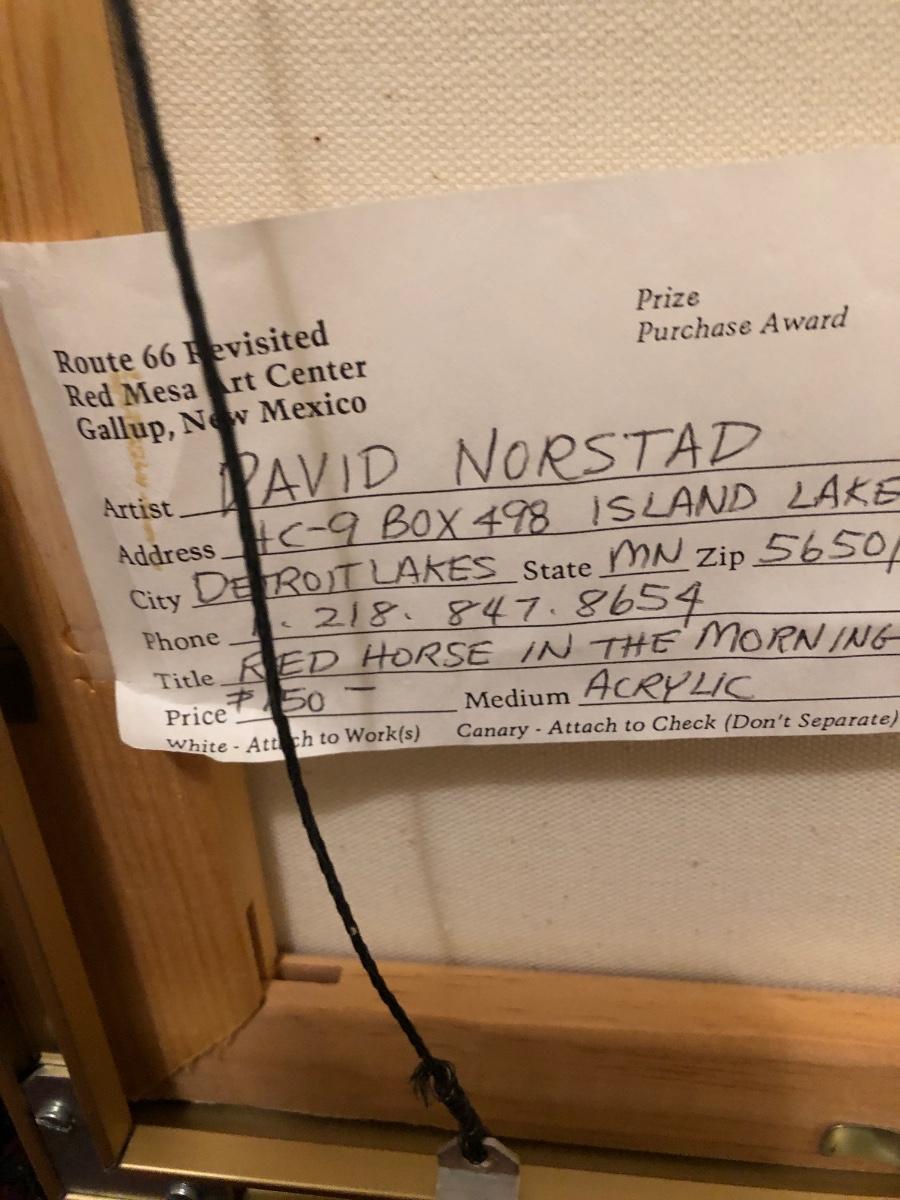 Prize
Purchase Award
Route 66 Revisited
Red Mesa Art Center
Gallup, New Mexico
Artist DAVID NORSTAD
Address HC-9 BOX 498 ISLAND LAKE
City DETROIT LAKES State MN Zip 56501
Phone 218. 847. 8654
Title RED HORSE IN THE MORNING
Price Medium ACRYLIC
White - Attach to Work(s) Canary - Attach to Check (Don't Separate)